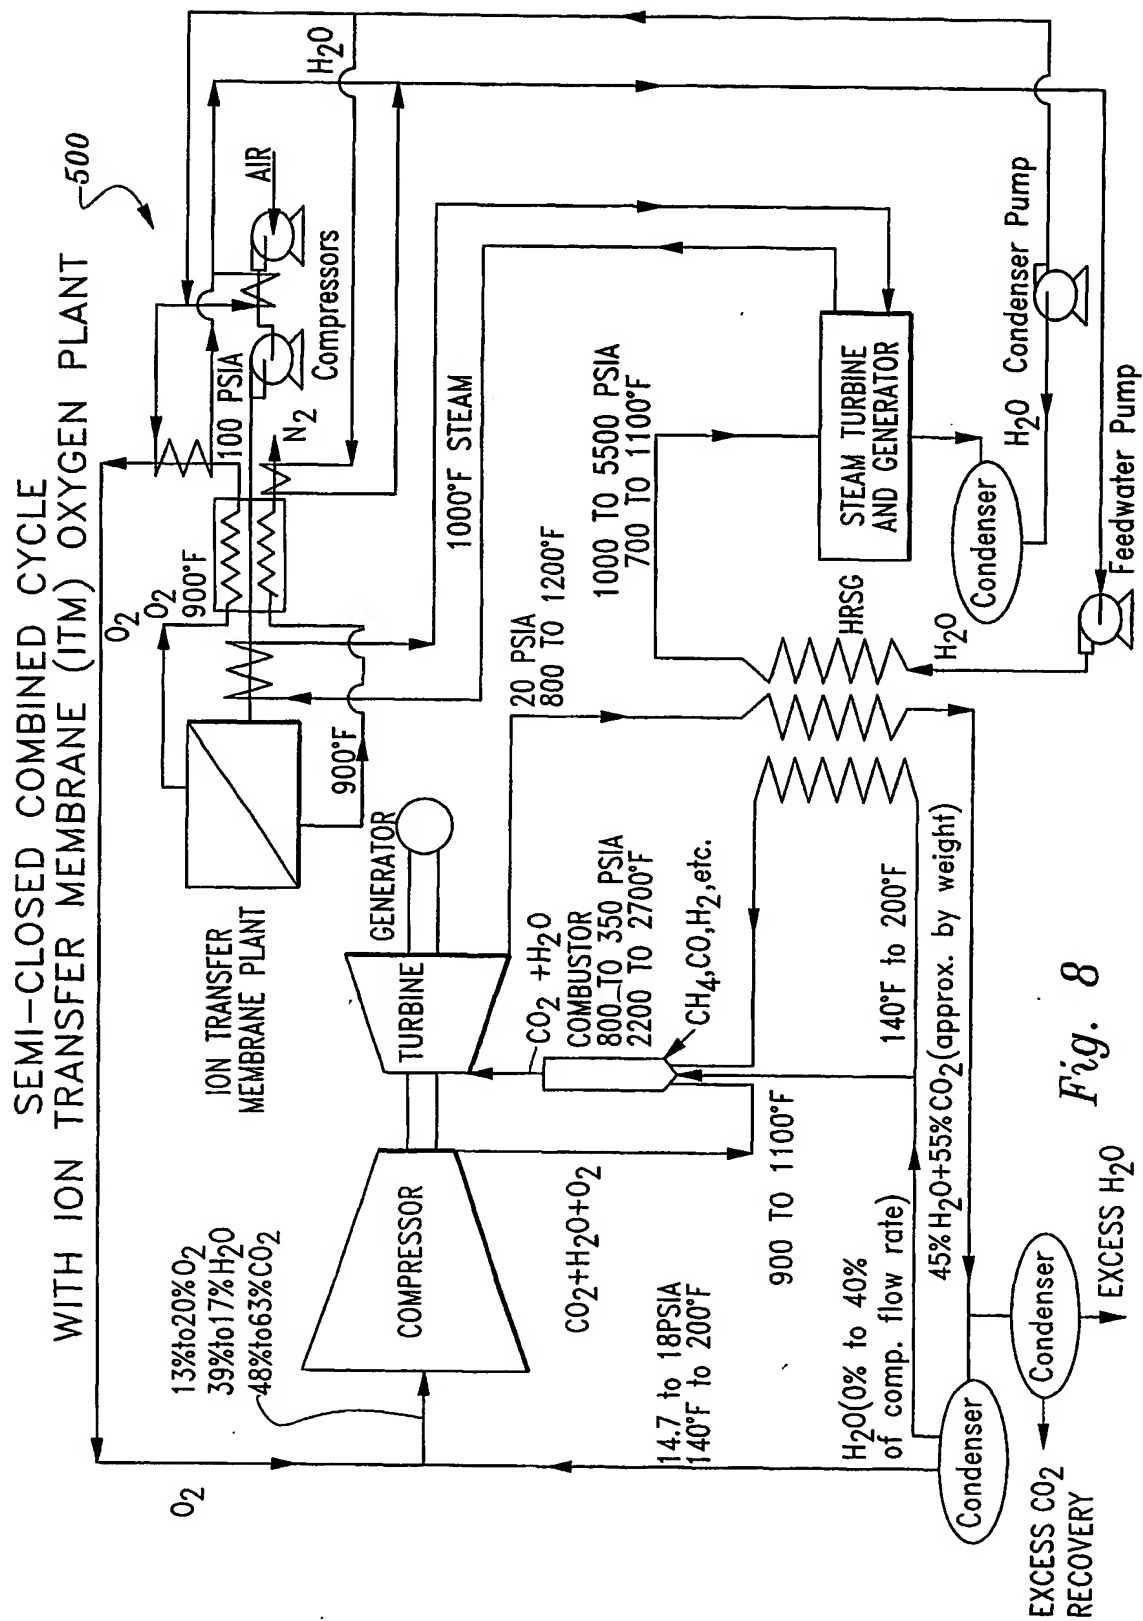 SEMI-CLOSED COMBINED CYCLE
WITH ION TRANSFER MEMBRANE (ITM) OXYGEN PLANT
500
O2
O2
O2
900°F
100 PSIA
AIR
H2O
Compressors
N2
1000°F STEAM
900°F
ION TRANSFER
MEMBRANE PLANT
GENERATOR
TURBINE
COMPRESSOR
13%to20%O2
39%to17%H2O
48%to63%CO2
CO2+H2O+O2
CO2 +H2O
COMBUSTOR
800 TO 350 PSIA
2200 TO 2700°F
CH4,CO,H2,etc.
20 PSIA
800 TO 1200°F
1000 TO 5500 PSIA
700 TO 1100°F
STEAM TURBINE
AND GENERATOR
HRSG
H2O
Condenser
H2O Condenser Pump
Feedwater Pump
14.7 to 18PSIA
140°F to 200°F
900 TO 1100°F
140°F to 200°F
H2O(0% to 40%
of comp. flow rate)
45%H2O+55%CO2(approx. by weight)
Condenser
Condenser
EXCESS H2O
EXCESS CO2
RECOVERY
Fig. 8